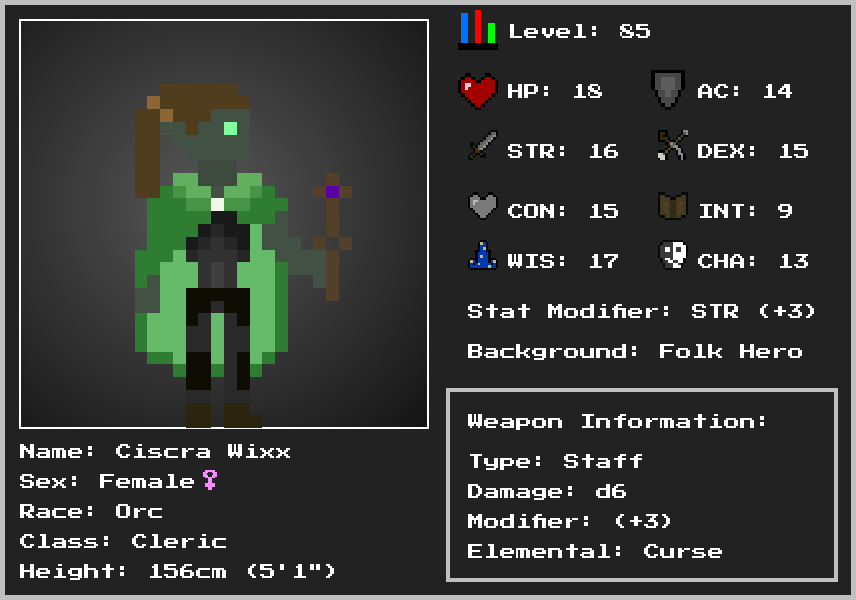 Level: 85
HP: 18
AC: 14
STR: 16
DEX: 15
CON: 15
INT: 9
WIS: 17
CHA: 13
Stat Modifier: STR (+3)
Background: Folk Hero
Weapon Information:
Type: Staff
Damage: d6
Modifier: (+3)
Elemental: Curse
Name: Ciscra Wixx
Sex: Female♀
Race: Orc
Class: Cleric
Height: 156cm (5'1")